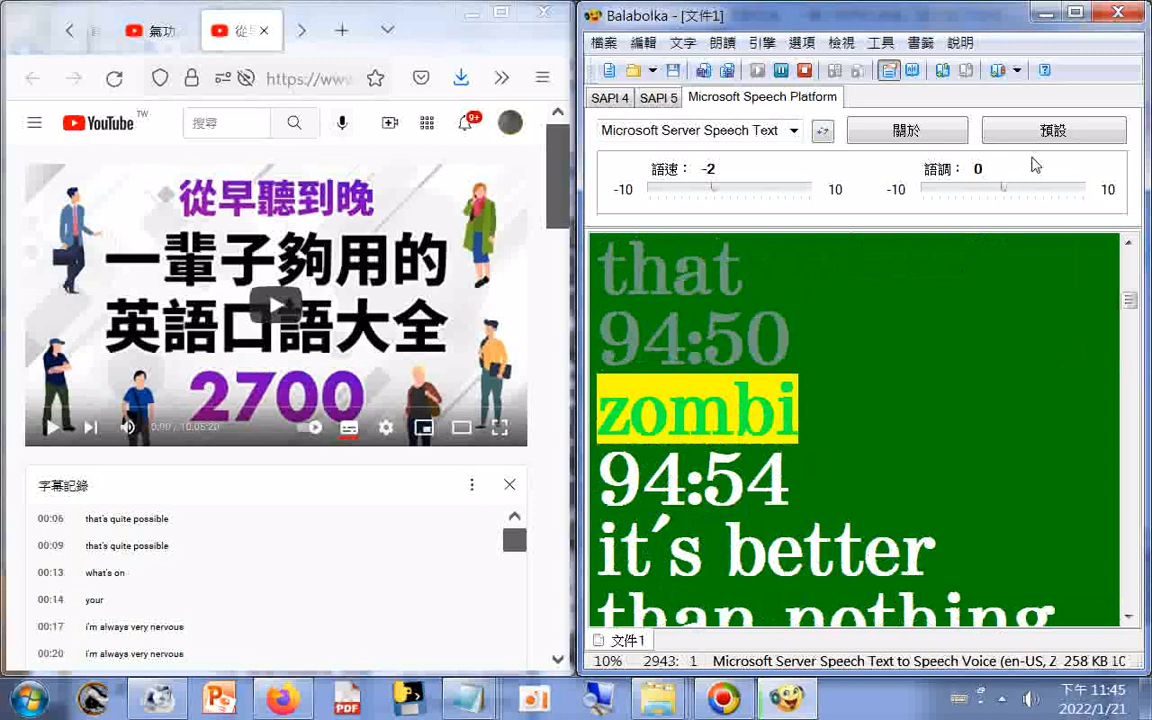 氣功
從
https://www
YouTube TW
搜尋
9+
從早聽到晚
一輩子夠用的
英語口語大全
2700
0:00 / 10:05:20
字幕記錄
00:06 that's quite possible
00:09 that's quite possible
00:13 what's on
00:14 your
00:17 i'm always very nervous
00:20 i'm always very nervous
Balabolka - [文件1]
檔案 編輯 文字 朗讀 引擎 選項 檢視 工具 書籤 說明
SAPI 4 SAPI 5 Microsoft Speech Platform
Microsoft Server Speech Text
關於
預設
語速： -2
語調： 0
-10 10 -10 10
that
94:50
zombi
94:54
it's better
than nothing
文件1
10% 2943: 1 Microsoft Server Speech Text to Speech Voice (en-US, Z 258 KB 10
PDF
下午 11:45
2022/1/21